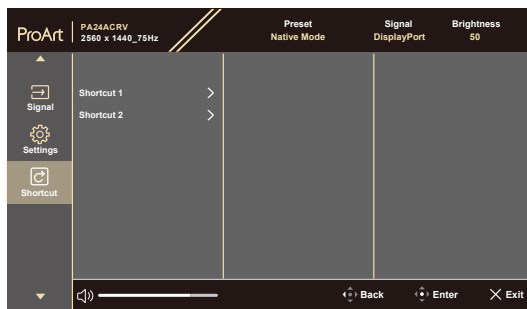 ProArt
PA24ACRV
2560 x 1440_75Hz
Preset
Native Mode
Signal
DisplayPort
Brightness
50
Signal
Settings
Shortcut
Shortcut 1
Shortcut 2
Back
Enter
Exit